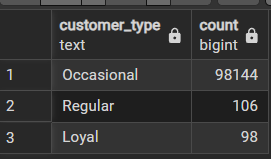 customer_type count
text bigint
1 Occasional 98144
2 Regular 106
3 Loyal 98